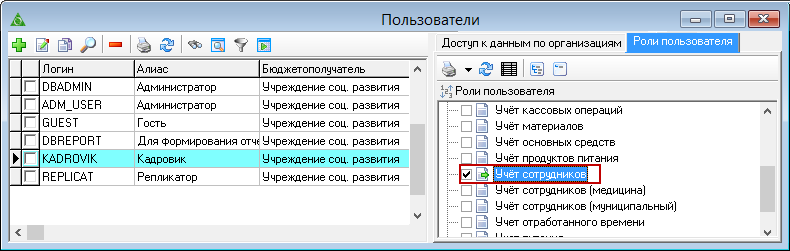 Пользователи
Доступ к данным по организациям Роли пользователя
Логин Алиас Бюджетополучатель
DBADMIN Администратор Учреждение соц. развития
ADM_USER Администратор Учреждение соц. развития
GUEST Гость Учреждение соц. развития
DBREPORT Для формирования отче Учреждение соц. развития
KADROVIK Кадровик Учреждение соц. развития
REPLICAT Репликатор Учреждение соц. развития
Роли пользователя
Учёт кассовых операций
Учёт материалов
Учёт основных средств
Учёт продуктов питания
Учёт сотрудников
Учёт сотрудников (медицина)
Учёт сотрудников (муниципальный)
Учет отработанного времени